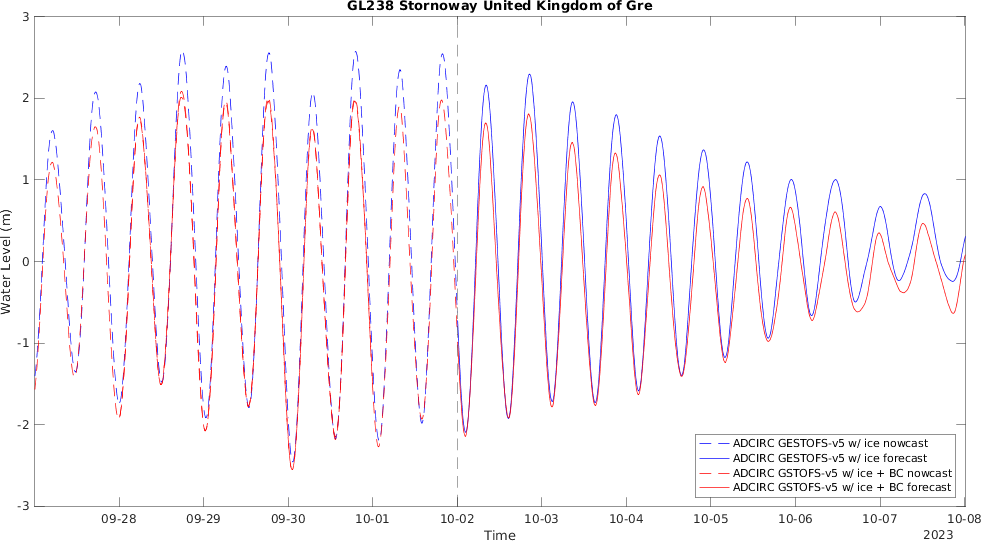 GL238 Stornoway United Kingdom of Gre
3
2
1
0
-1
-2
-3
Water Level (m)
ADCIRC GESTOFS-v5 w/ ice nowcast
ADCIRC GESTOFS-v5 w/ ice forecast
ADCIRC GSTOFS-v5 w/ ice + BC nowcast
ADCIRC GSTOFS-v5 w/ ice + BC forecast
09-28 09-29 09-30 10-01 10-02 10-03 10-04 10-05 10-06 10-07 10-08
Time
2023